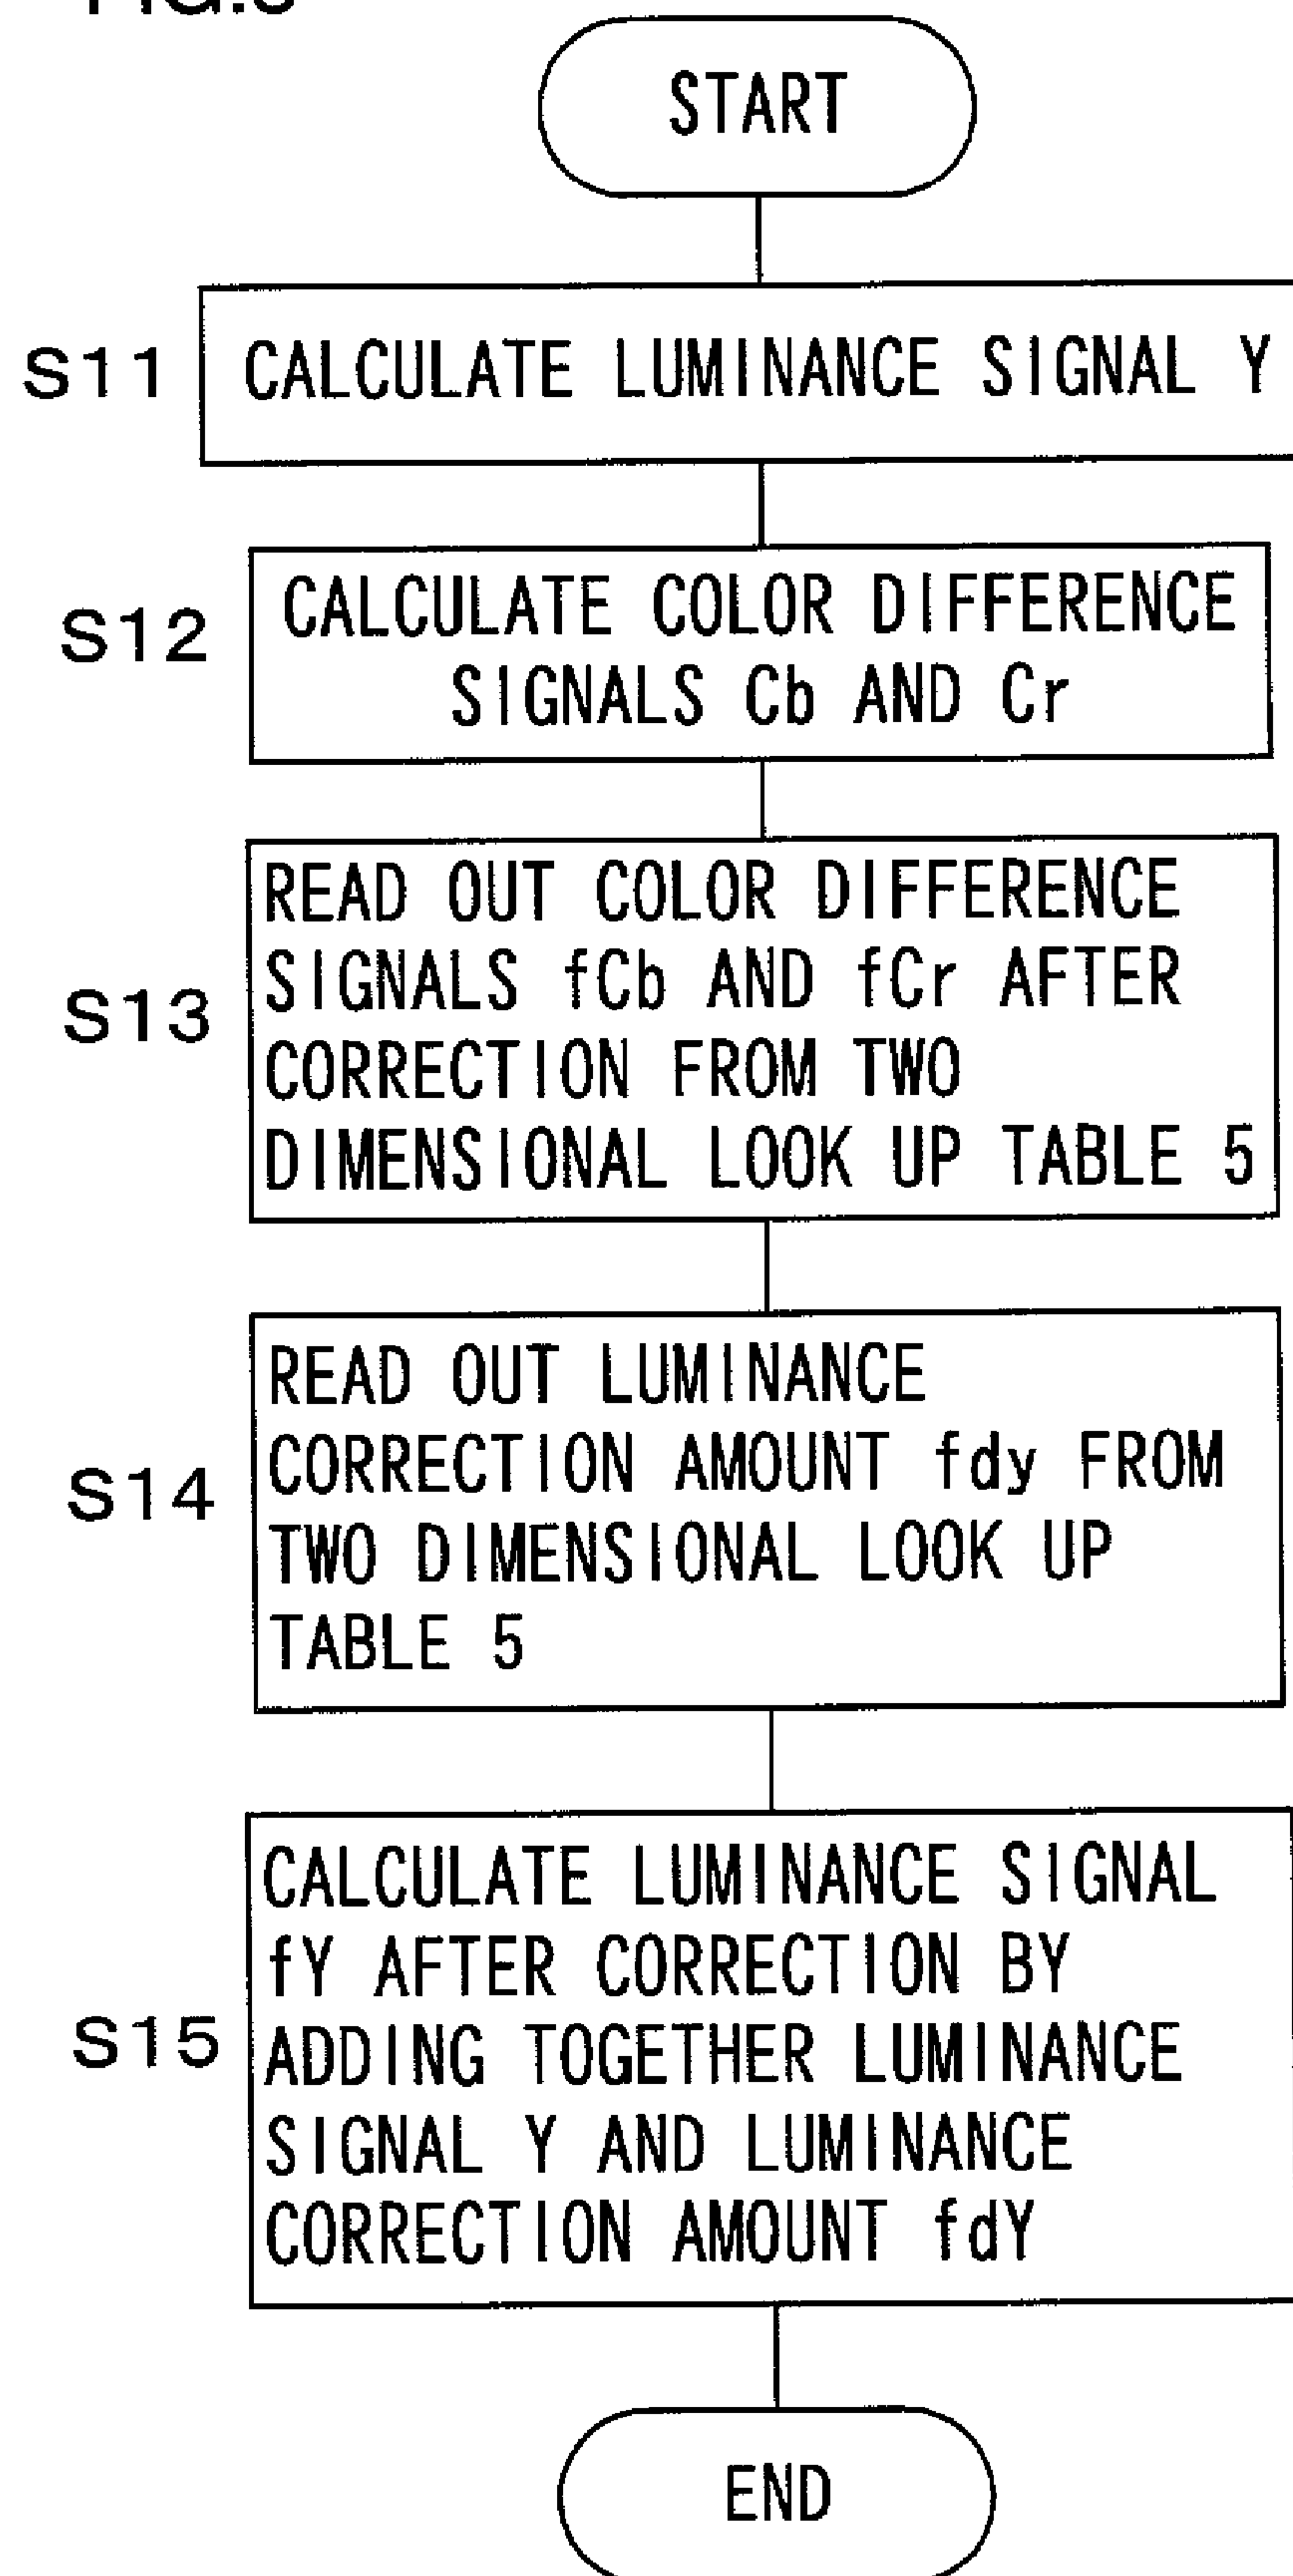 START
S11
CALCULATE LUMINANCE SIGNAL Y
S12
CALCULATE COLOR DIFFERENCE
SIGNALS Cb AND Cr
S13
READ OUT COLOR DIFFERENCE
SIGNALS fCb AND fCr AFTER
CORRECTION FROM TWO
DIMENSIONAL LOOK UP TABLE 5
S14
READ OUT LUMINANCE
CORRECTION AMOUNT fdy FROM
TWO DIMENSIONAL LOOK UP
TABLE 5
S15
CALCULATE LUMINANCE SIGNAL
fY AFTER CORRECTION BY
ADDING TOGETHER LUMINANCE
SIGNAL Y AND LUMINANCE
CORRECTION AMOUNT fdY
END